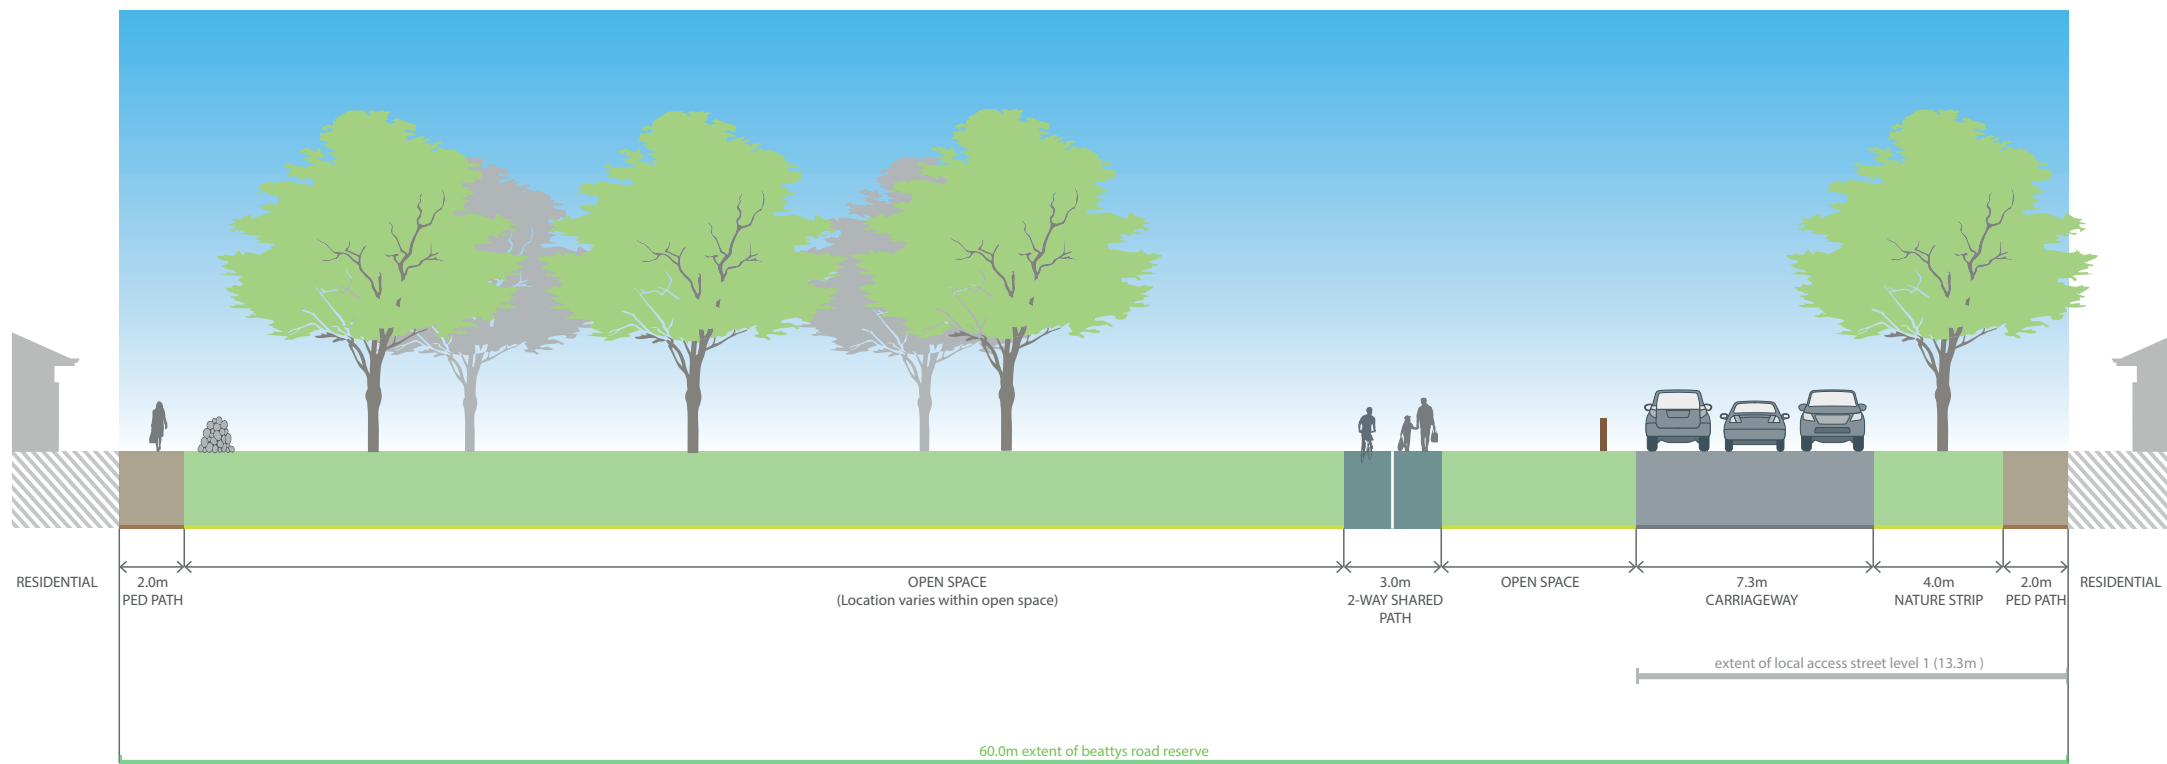 RESIDENTIAL
2.0m
PED PATH
OPEN SPACE
(Location varies within open space)
3.0m
2-WAY SHARED
PATH
OPEN SPACE
7.3m
CARRIAGEWAY
4.0m
NATURE STRIP
2.0m
PED PATH
RESIDENTIAL
extent of local access street level 1 (13.3m )
60.0m extent of beattys road reserve